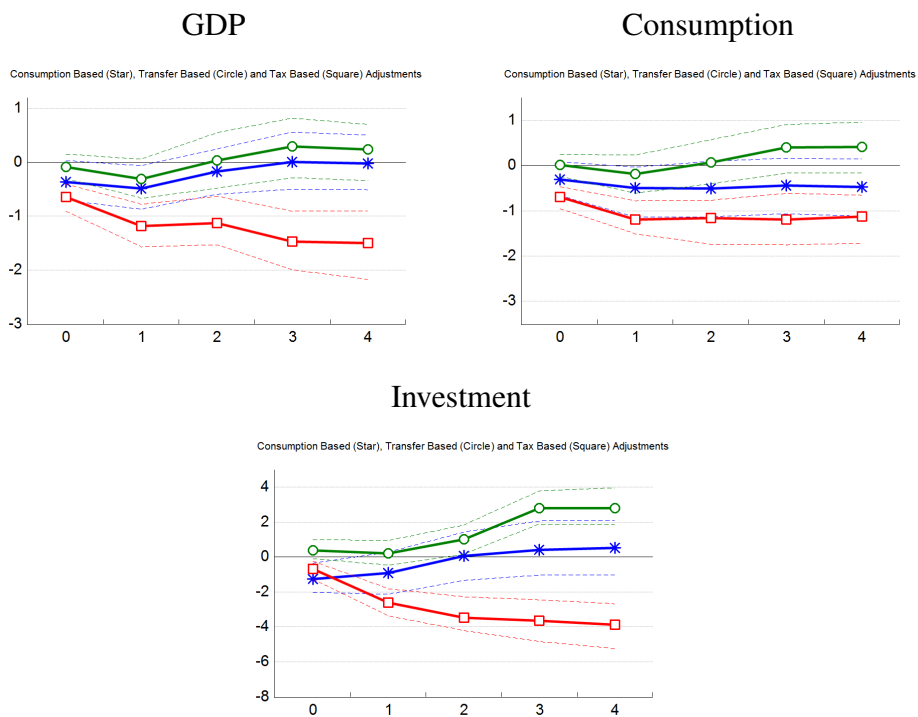 GDP
Consumption Based (Star), Transfer Based (Circle) and Tax Based (Square) Adjustments
1
0
-1
-2
-3
0 1 2 3 4
Consumption
Consumption Based (Star), Transfer Based (Circle) and Tax Based (Square) Adjustments
1
0
-1
-2
-3
0 1 2 3 4
Investment
Consumption Based (Star), Transfer Based (Circle) and Tax Based (Square) Adjustments
4
2
0
-2
-4
-6
-8
0 1 2 3 4